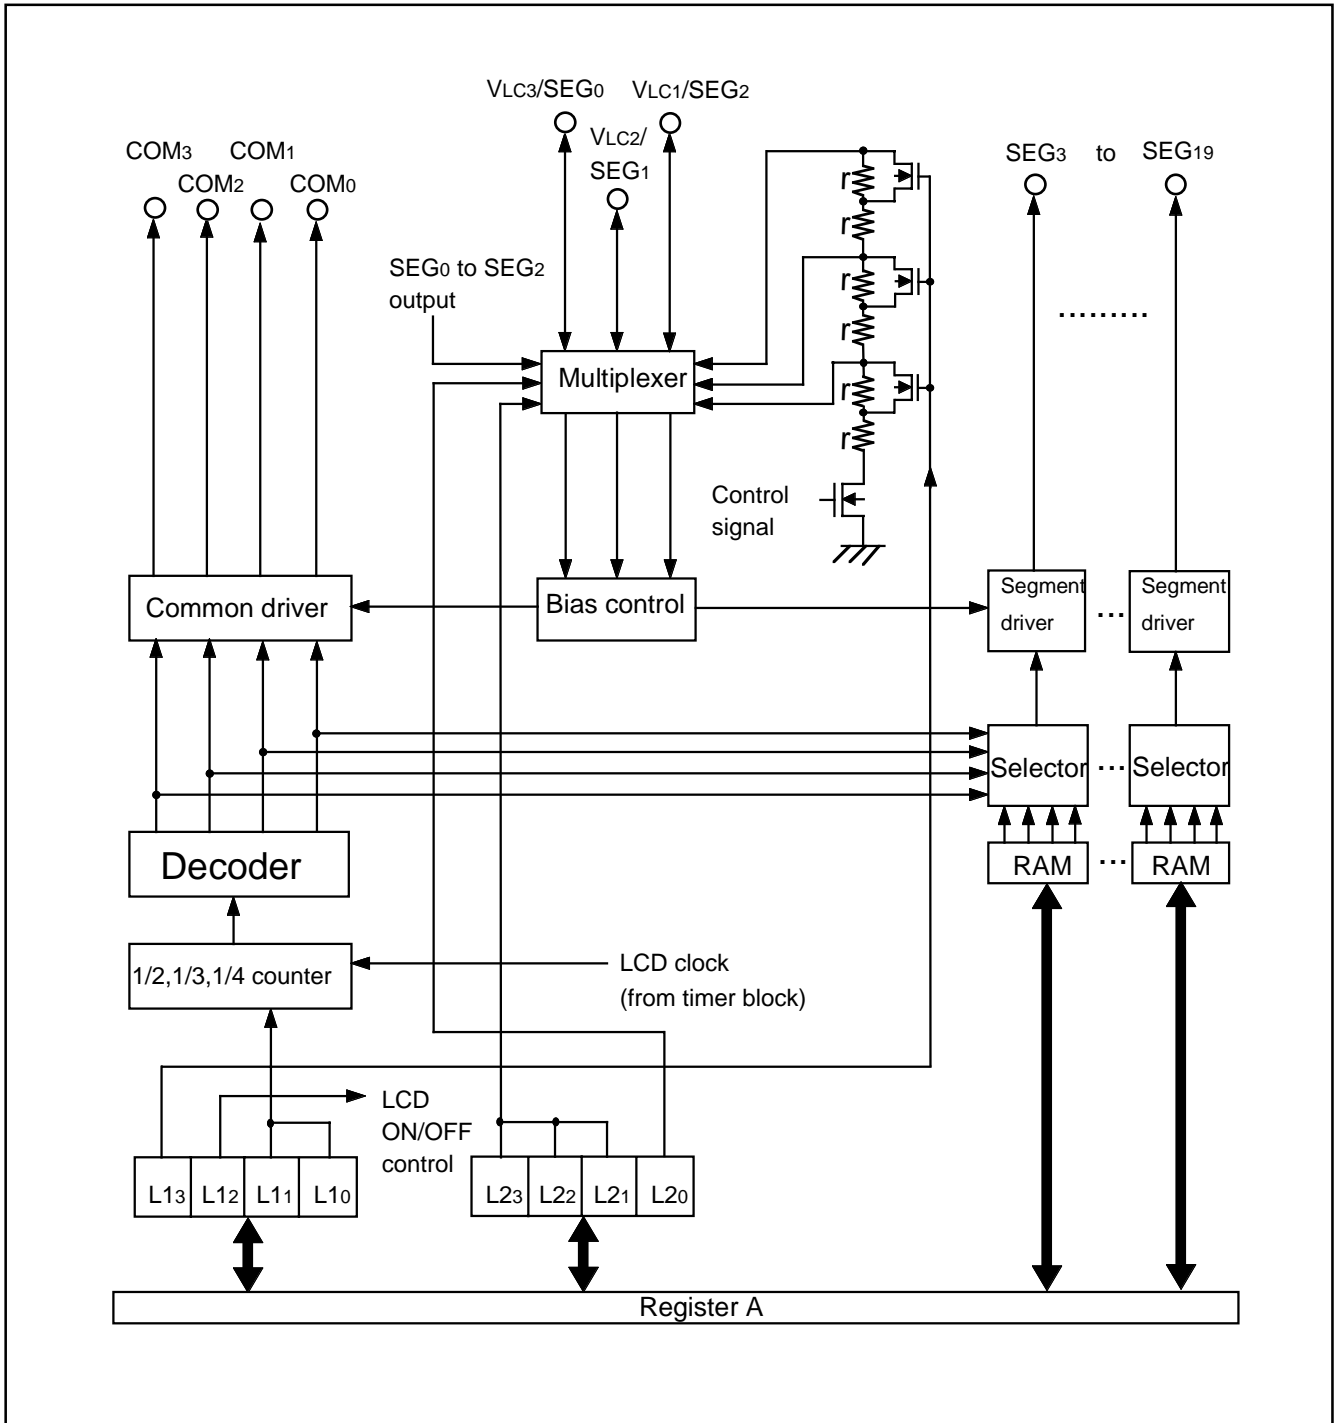 VLC3/SEG0 VLC1/SEG2
VLC2/
SEG1
COM3 COM1
COM2 COM0
SEG3 to SEG19
r
r
r
r
r
r
SEG0 to SEG2
output
.........
Multiplexer
Control
signal
Common driver
Bias control
Segment
driver
...
Segment
driver
Selector
...
Selector
RAM
...
RAM
Decoder
1/2,1/3,1/4 counter
LCD clock
(from timer block)
LCD
ON/OFF
control
L13 L12 L11 L10
L23 L22 L21 L20
Register A